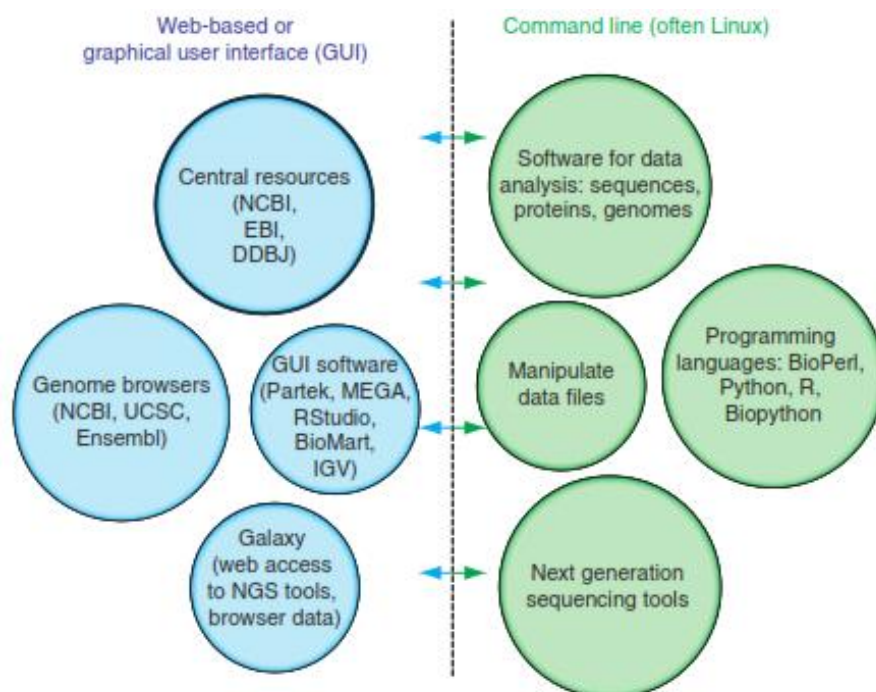 Web-based or
graphical user interface (GUI)
Command line (often Linux)
Central resources
(NCBI,
EBI,
DDBJ)
Software for data
analysis: sequences,
proteins, genomes
Genome browsers
(NCBI, UCSC,
Ensembl)
GUI software
(Partek, MEGA,
RStudio,
BioMart,
IGV)
Manipulate
data files
Programming
languages: BioPerl,
Python, R,
Biopython
Galaxy
(web access
to NGS tools,
browser data)
Next generation
sequencing tools